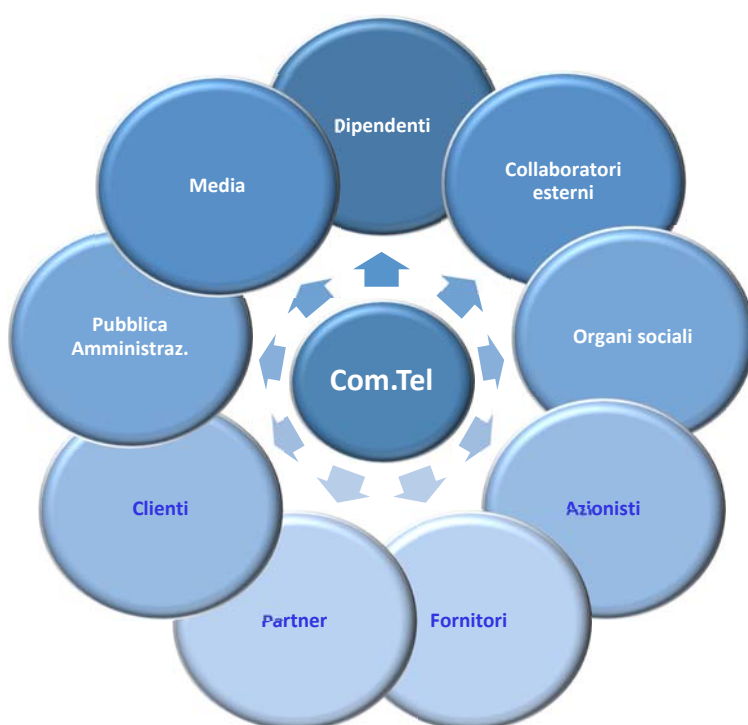 Dipendenti
Collaboratori
esterni
Organi sociali
Azionisti
Fornitori
Partner
Clienti
Pubblica
Amministraz.
Media
Com.Tel